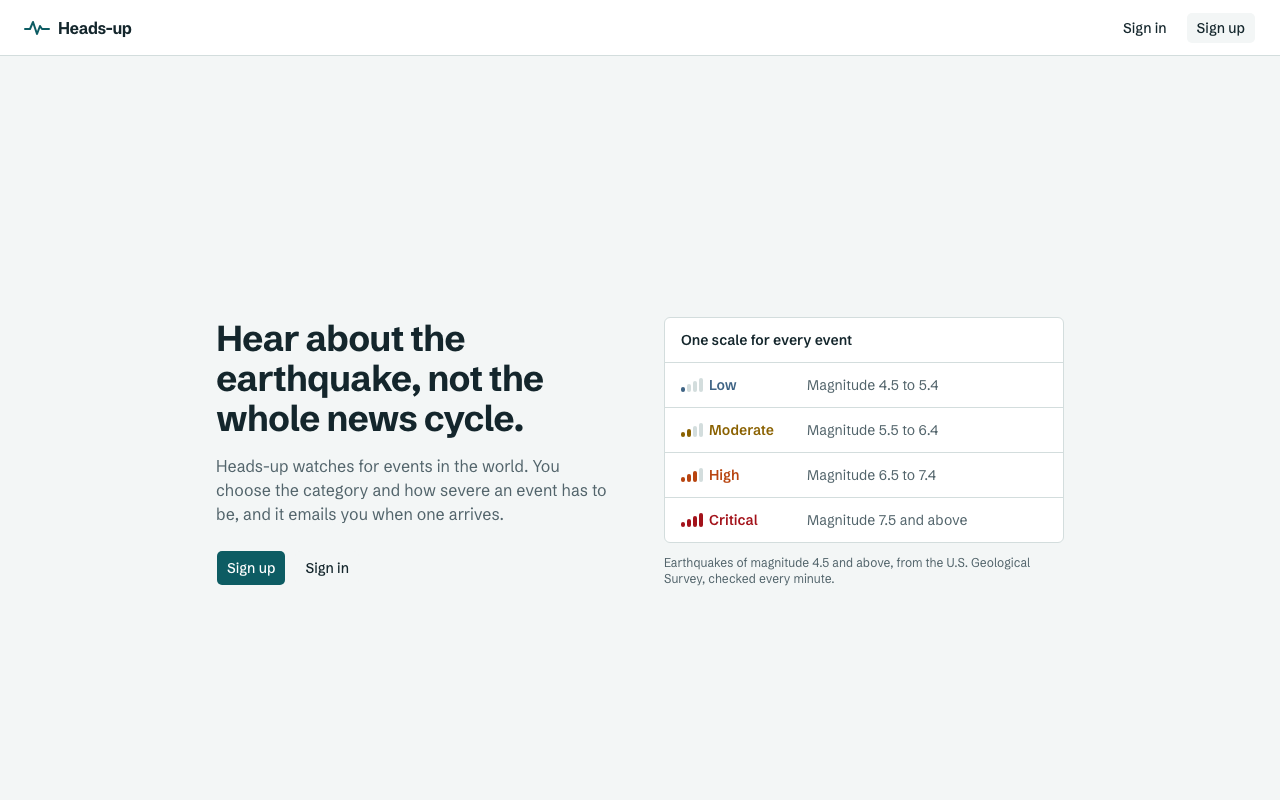 Heads-up
Sign in
Sign up
Hear about the
earthquake, not the
whole news cycle.
Heads-up watches for events in the world. You
choose the category and how severe an event has to
be, and it emails you when one arrives.
Sign up
Sign in
One scale for every event
Low Magnitude 4.5 to 5.4
Moderate Magnitude 5.5 to 6.4
High Magnitude 6.5 to 7.4
Critical Magnitude 7.5 and above
Earthquakes of magnitude 4.5 and above, from the U.S. Geological
Survey, checked every minute.